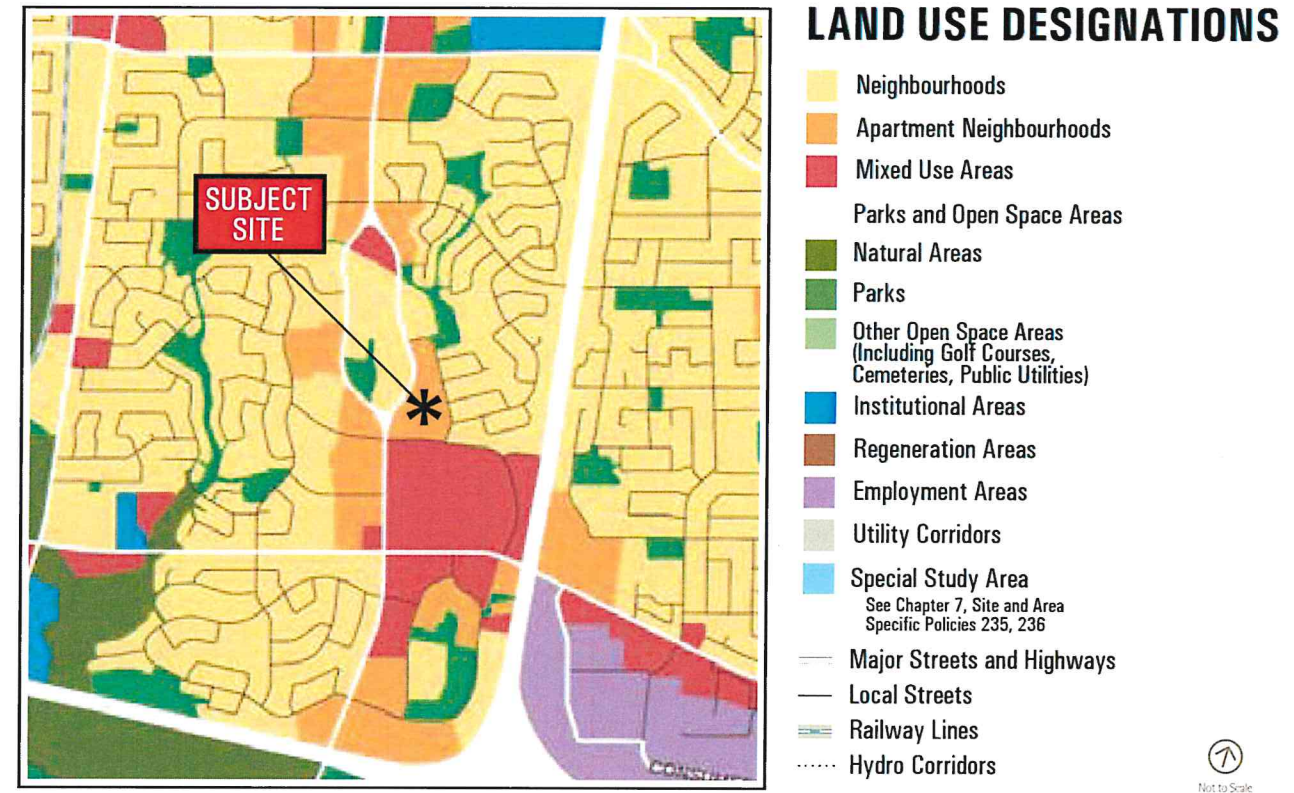 SUBJECT
SITE
LAND USE DESIGNATIONS
Neighbourhoods
Apartment Neighbourhoods
Mixed Use Areas
Parks and Open Space Areas
Natural Areas
Parks
Other Open Space Areas
(Including Golf Courses,
Cemeteries, Public Utilities)
Institutional Areas
Regeneration Areas
Employment Areas
Utility Corridors
Special Study Area
See Chapter 7, Site and Area
Specific Policies 235, 236
Major Streets and Highways
Local Streets
Railway Lines
Hydro Corridors
Not to Scale